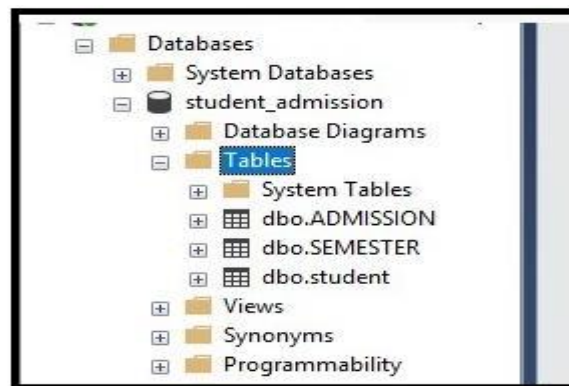 Databases
System Databases
student_admission
Database Diagrams
Tables
System Tables
dbo.ADMISSION
dbo.SEMESTER
dbo.student
Views
Synonyms
Programmability